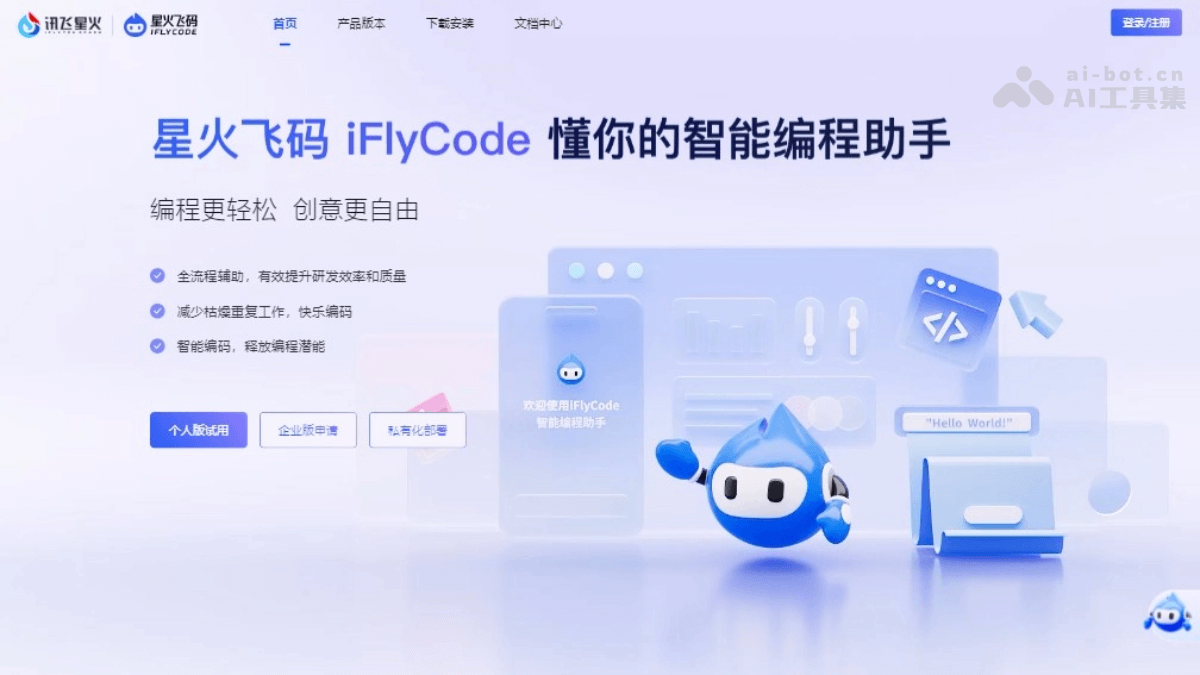 讯飞星火
星火飞码
iFLYCODE
首页
产品版本
下载安装
文档中心
登录/注册
ai-bot.cn
AI工具集
星火飞码 iFlyCode 懂你的智能编程助手
编程更轻松 创意更自由
全流程辅助，有效提升研发效率和质量
减少枯燥重复工作，快乐编码
智能编码，释放编程潜能
个人版试用
企业版申请
私有化部署
欢迎使用iFlyCode
智能编程助手
</>
"Hello World!"